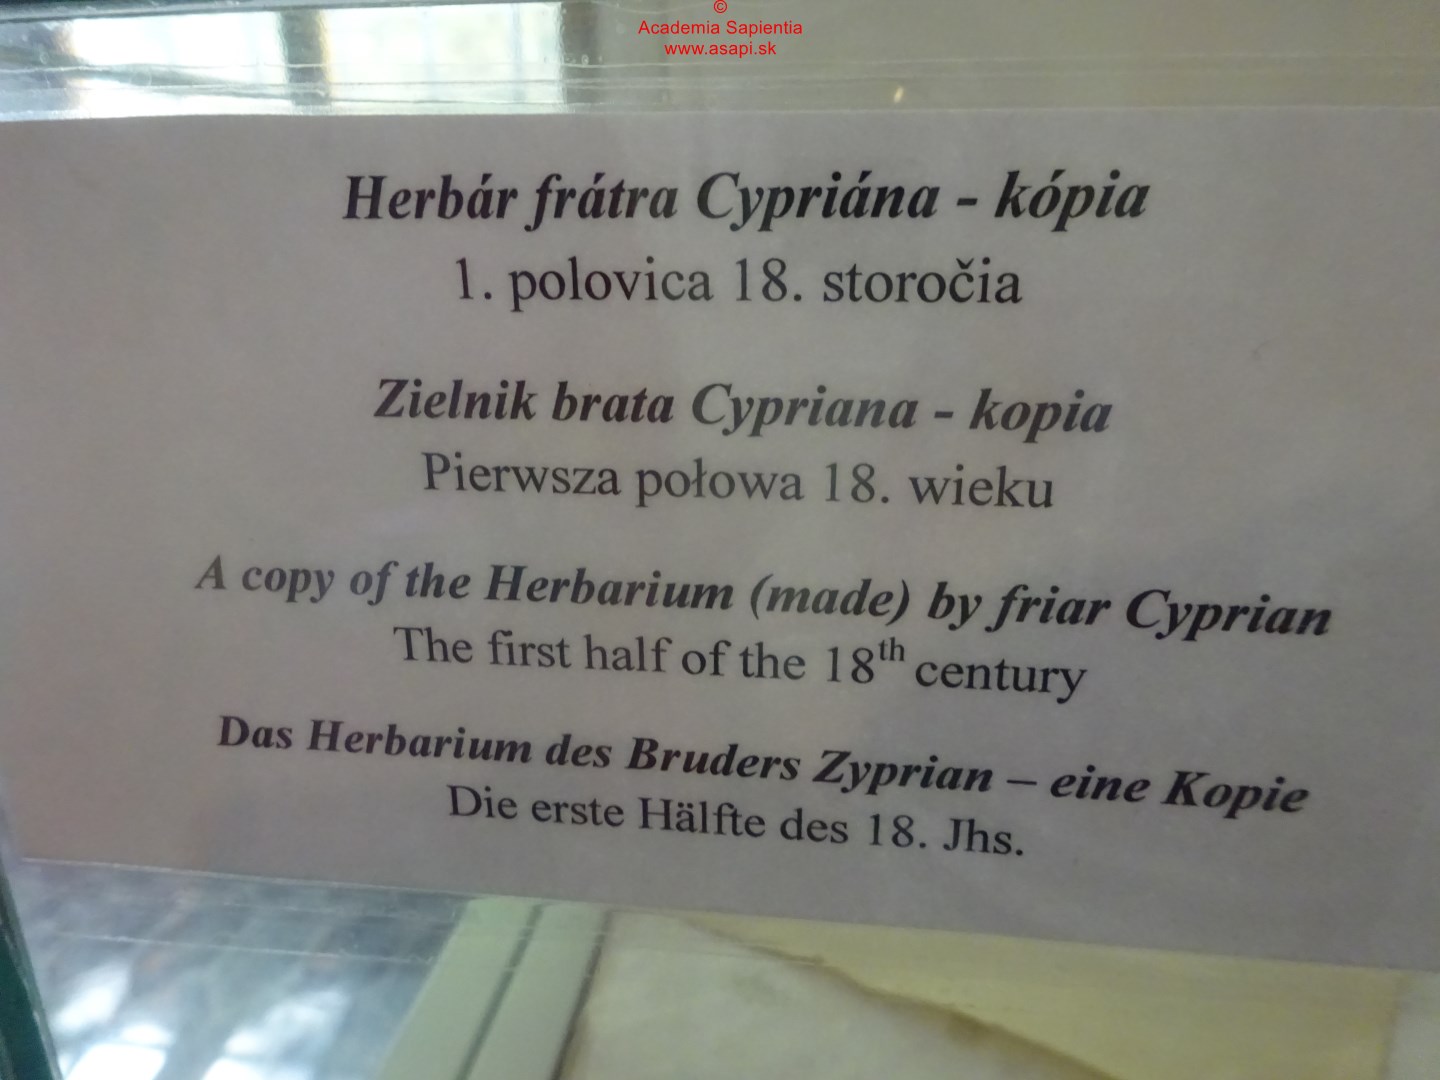 ©
Academia Sapientia
www.asapi.sk
Herbár frátra Cypriána - kópia
1. polovica 18. storočia
Zielnik brata Cypriana - kopia
Pierwsza połowa 18. wieku
A copy of the Herbarium (made) by friar Cyprian
The first half of the 18th century
Das Herbarium des Bruders Zyprian – eine Kopie
Die erste Hälfte des 18. Jhs.